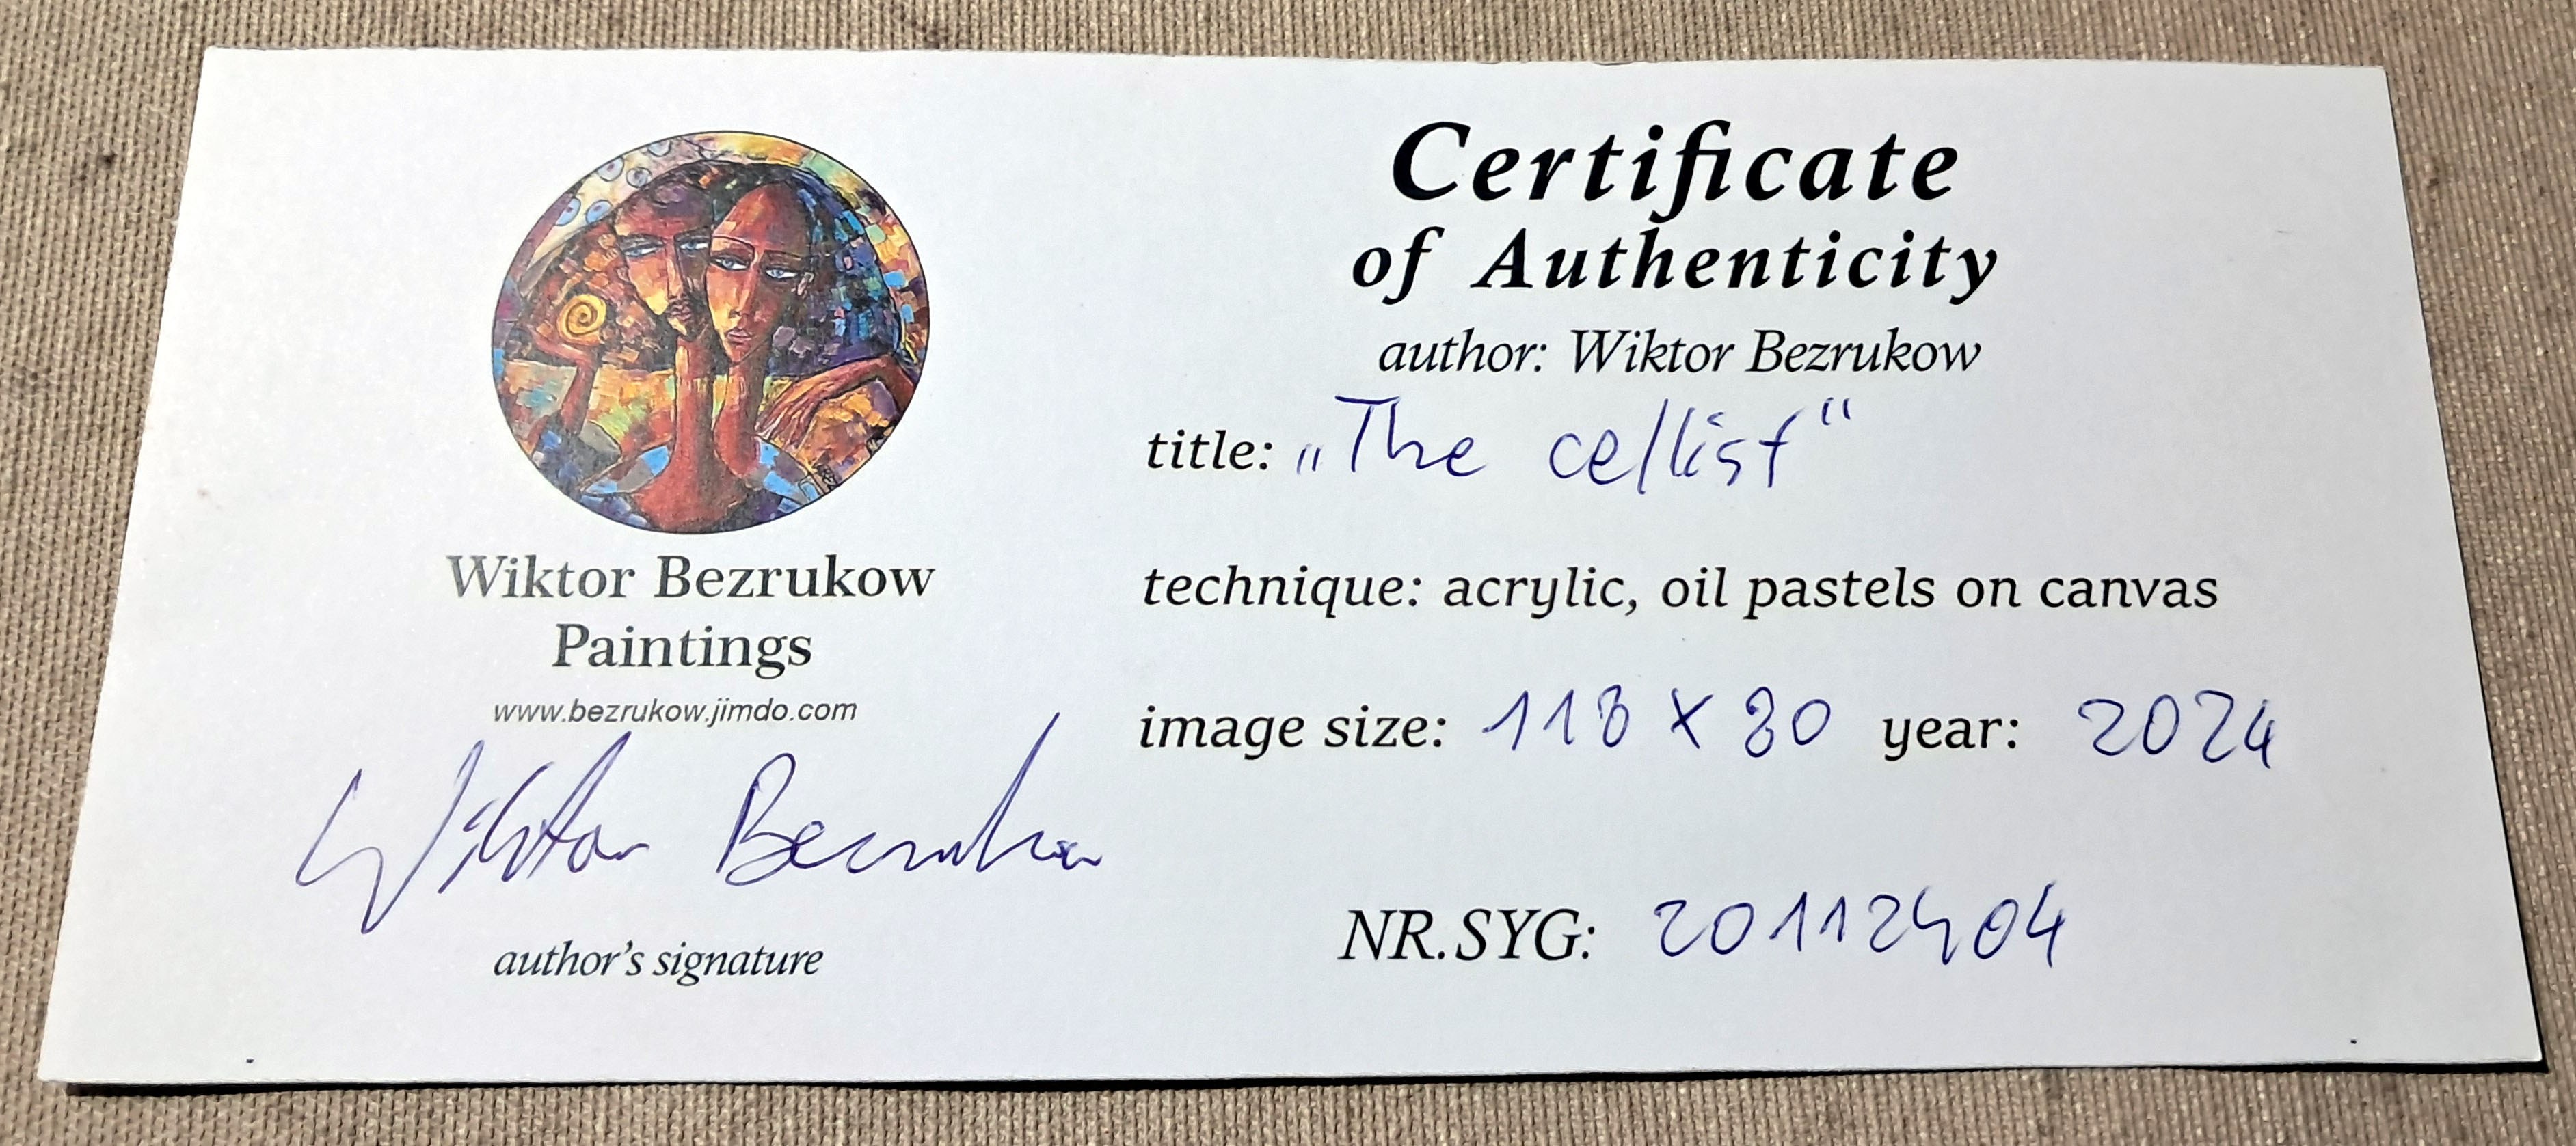 Certificate
of Authenticity
author: Wiktor Bezrukow
title: „The cellist“
technique: acrylic, oil pastels on canvas
image size: 118 x 80 year: 2024
NR.SYG: 20112404
Wiktor Bezrukow
Paintings
www.bezrukow.jimdo.com
Wiktor Bezrukow
author's signature